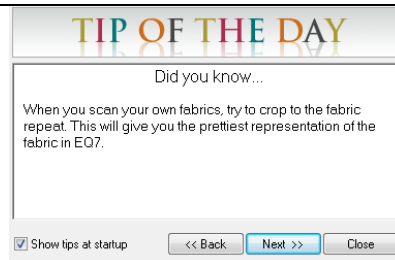 TIP OF THE DAY
Did you know...
When you scan your own fabrics, try to crop to the fabric
repeat. This will give you the prettiest representation of the
fabric in EQ7.
Show tips at startup
<< Back
Next >>
Close